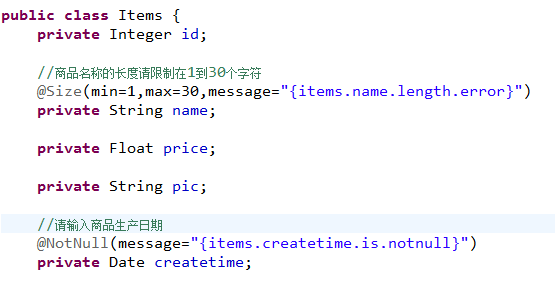 public class Items {
private Integer id;
//商品名称的长度请限制在1到30个字符
@Size(min=1,max=30,message="{items.name.length.error}")
private String name;
private Float price;
private String pic;
//请输入商品生产日期
@NotNull(message="{items.createtime.is.notnull}")
private Date createtime;